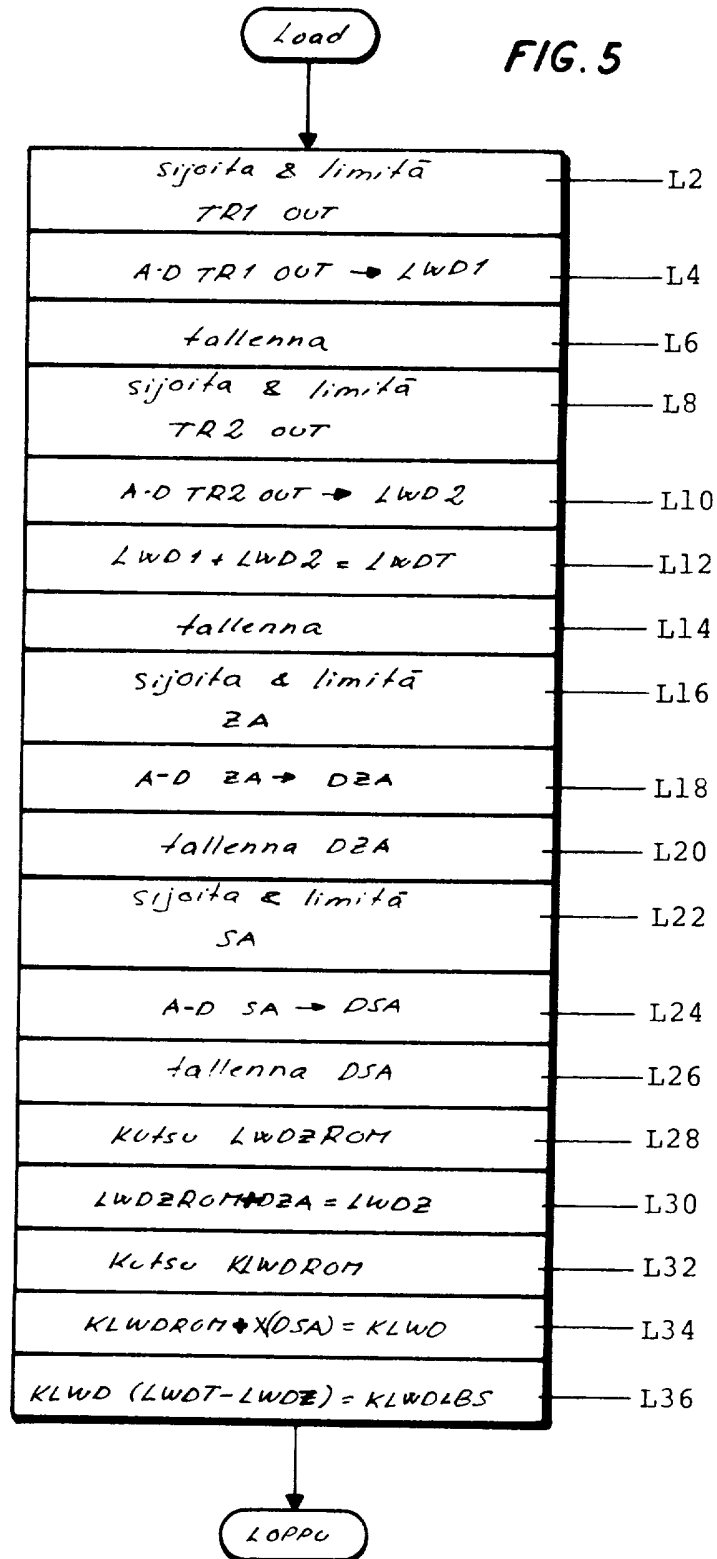 Load
FIG. 5
sijoita & limitä
TR1 OUT
L2
A-D TR1 OUT → LWD1
L4
tallenna
L6
sijoita & limitä
TR2 OUT
L8
A-D TR2 OUT → LWD2
L10
LWD1 + LWD2 = LWDT
L12
tallenna
L14
sijoita & limitä
ZA
L16
A-D ZA → DZA
L18
tallenna DZA
L20
sijoita & limitä
SA
L22
A-D SA → DSA
L24
tallenna DSA
L26
Kutsu LWDZROM
L28
LWDZROM+DZA = LWDZ
L30
Kutsu KLWDROM
L32
KLWDROM+X(DSA) = KLWD
L34
KLWD (LWDT-LWDZ) = KLWDLBS
L36
LOPPU